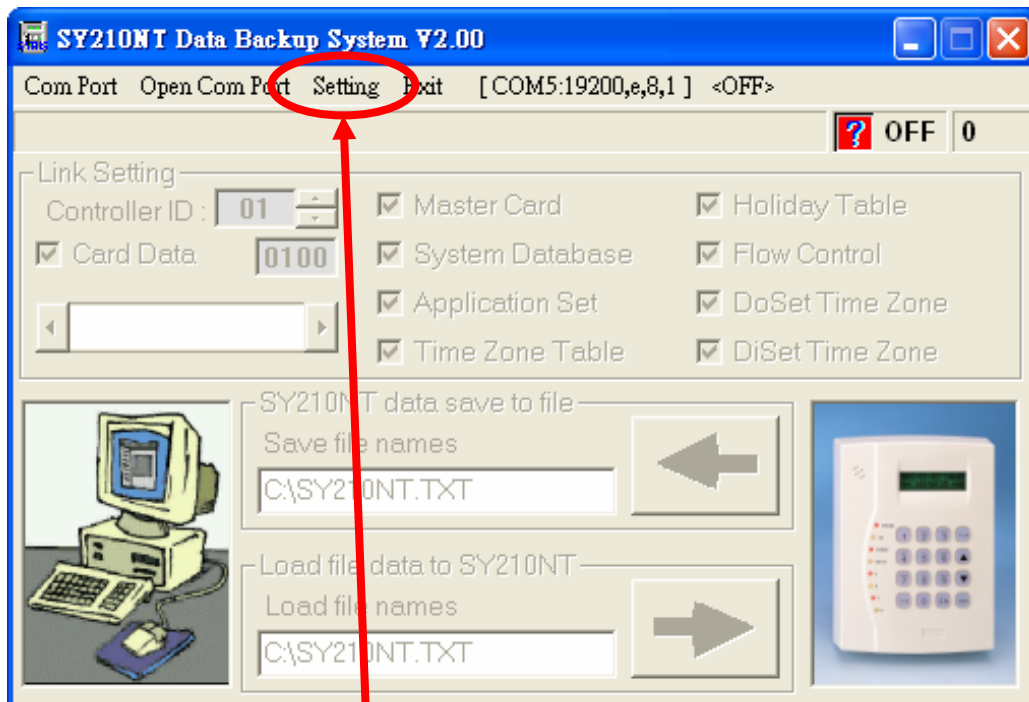 SY210NT Data Backup System V2.00
Com Port Open Com Port Setting Exit [ COM5:19200,e,8,1 ] <OFF>
? OFF 0
Link Setting
Controller ID : 01
Card Data 0100
Master Card
System Database
Application Set
Time Zone Table
Holiday Table
Flow Control
DoSet Time Zone
DiSet Time Zone
SY210NT data save to file
Save file names
C:\SY210NT.TXT
Load file data to SY210NT
Load file names
C:\SY210NT.TXT